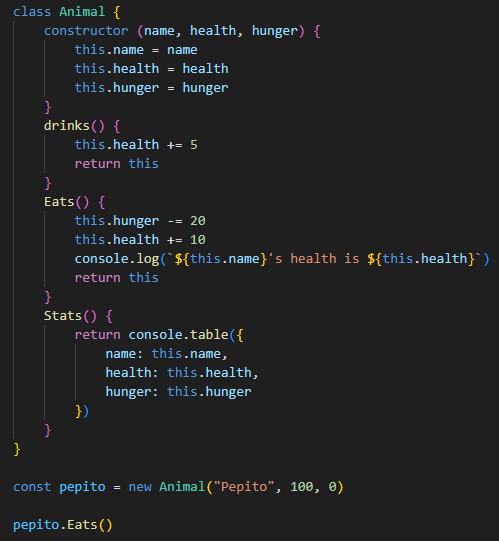 class Animal {
    constructor (name, health, hunger) {
        this.name = name
        this.health = health
        this.hunger = hunger
    }
    drinks() {
        this.health += 5
        return this
    }
    Eats() {
        this.hunger -= 20
        this.health += 10
        console.log(`${this.name}'s health is ${this.health}`)
        return this
    }
    Stats() {
        return console.table({
            name: this.name,
            health: this.health,
            hunger: this.hunger
        })
    }
}

const pepito = new Animal("Pepito", 100, 0)

pepito.Eats()